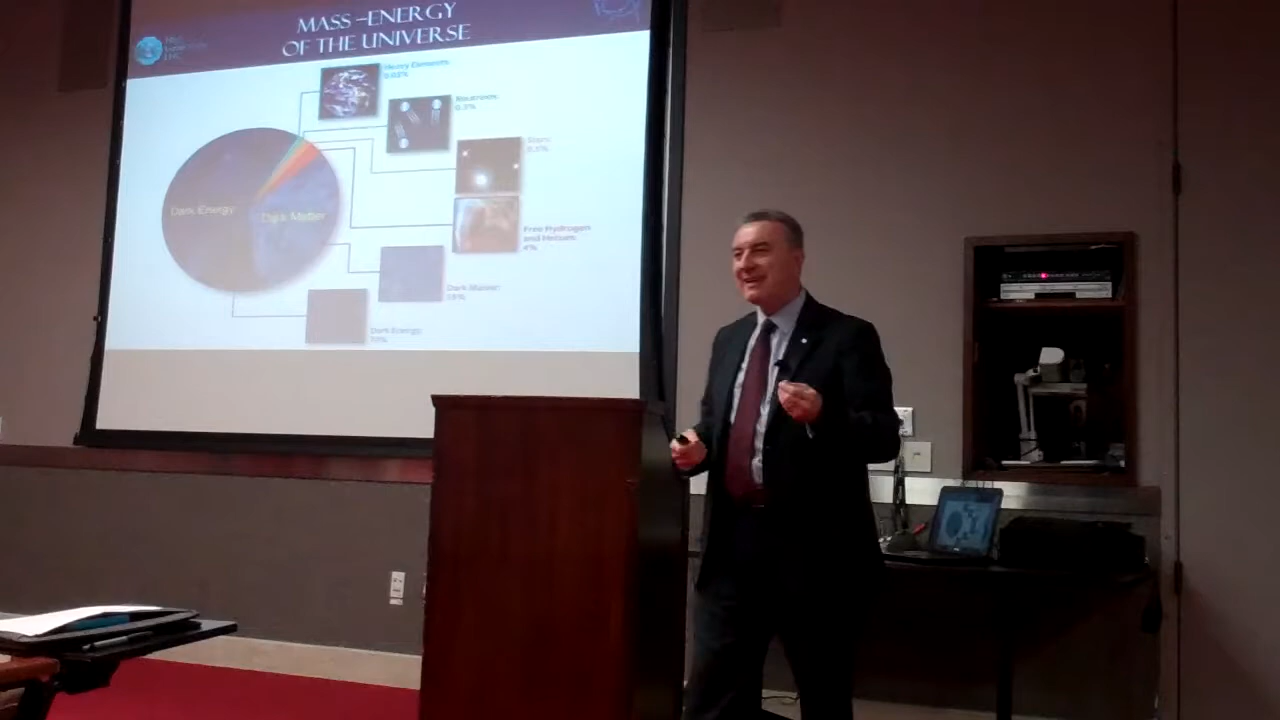 MASS –ENERGY
OF THE UNIVERSE
Heavy Elements:
0.03%
Neutrinos:
0.3%
Stars:
0.5%
Free Hydrogen
and Helium:
4%
Dark Energy
Dark Matter
Dark Matter:
Dark Energy:
70%